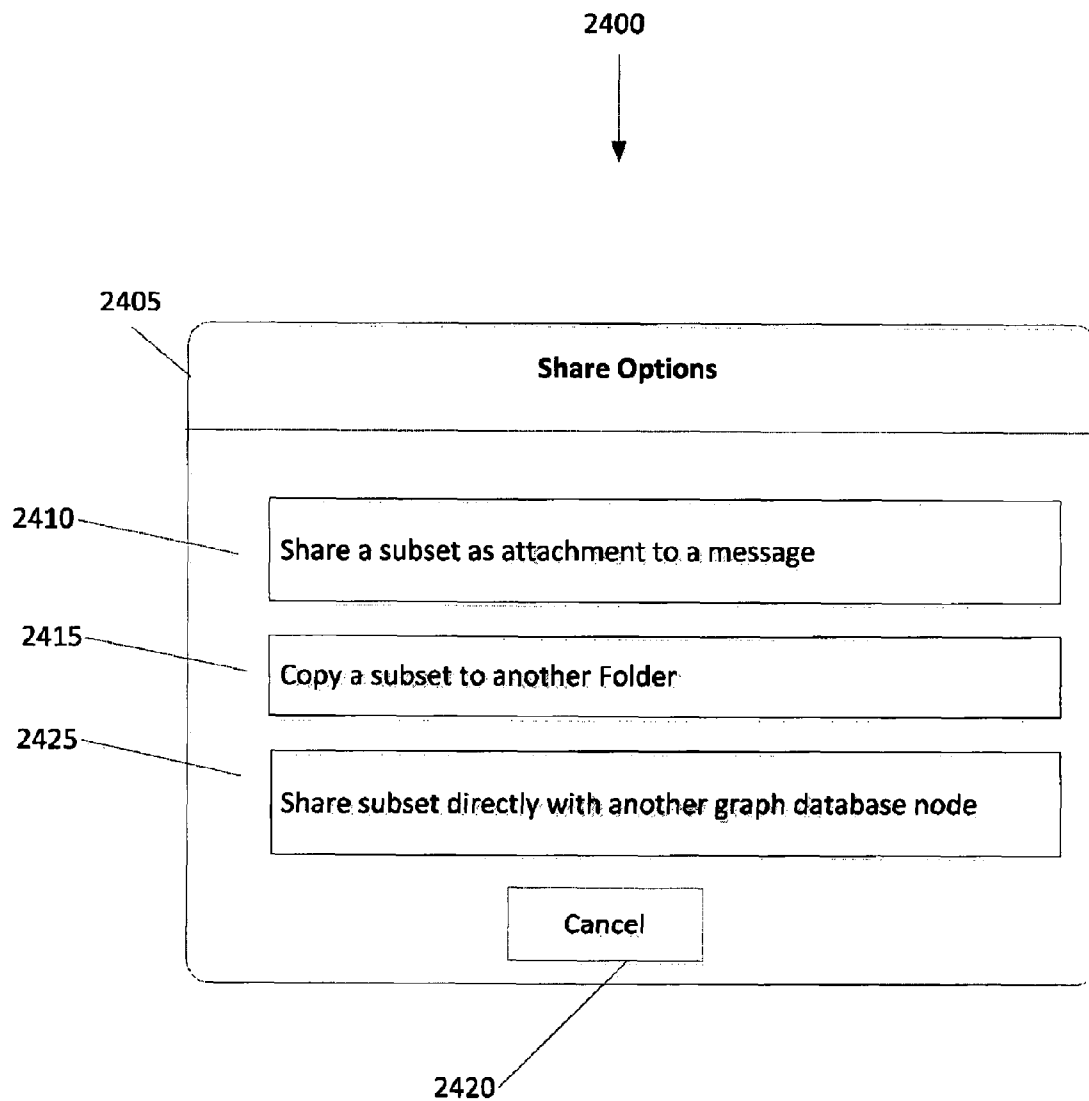 2400
2405
Share Options
2410
Share a subset as attachment to a message
2415
Copy a subset to another Folder
2425
Share subset directly with another graph database node
Cancel
2420